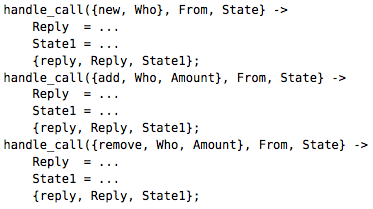 handle_call({new, Who}, From, State) ->
    Reply  = ...
    State1 = ...
    {reply, Reply, State1};
handle_call({add, Who, Amount}, From, State) ->
    Reply  = ...
    State1 = ...
    {reply, Reply, State1};
handle_call({remove, Who, Amount}, From, State) ->
    Reply  = ...
    State1 = ...
    {reply, Reply, State1};